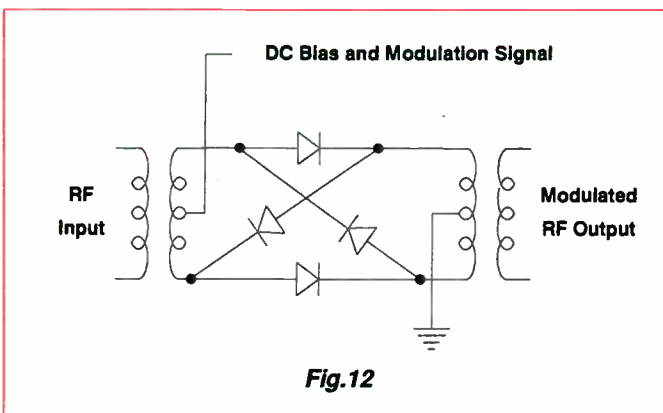 DC Bias and Modulation Signal
RF
Input
Modulated
RF Output
Fig.12